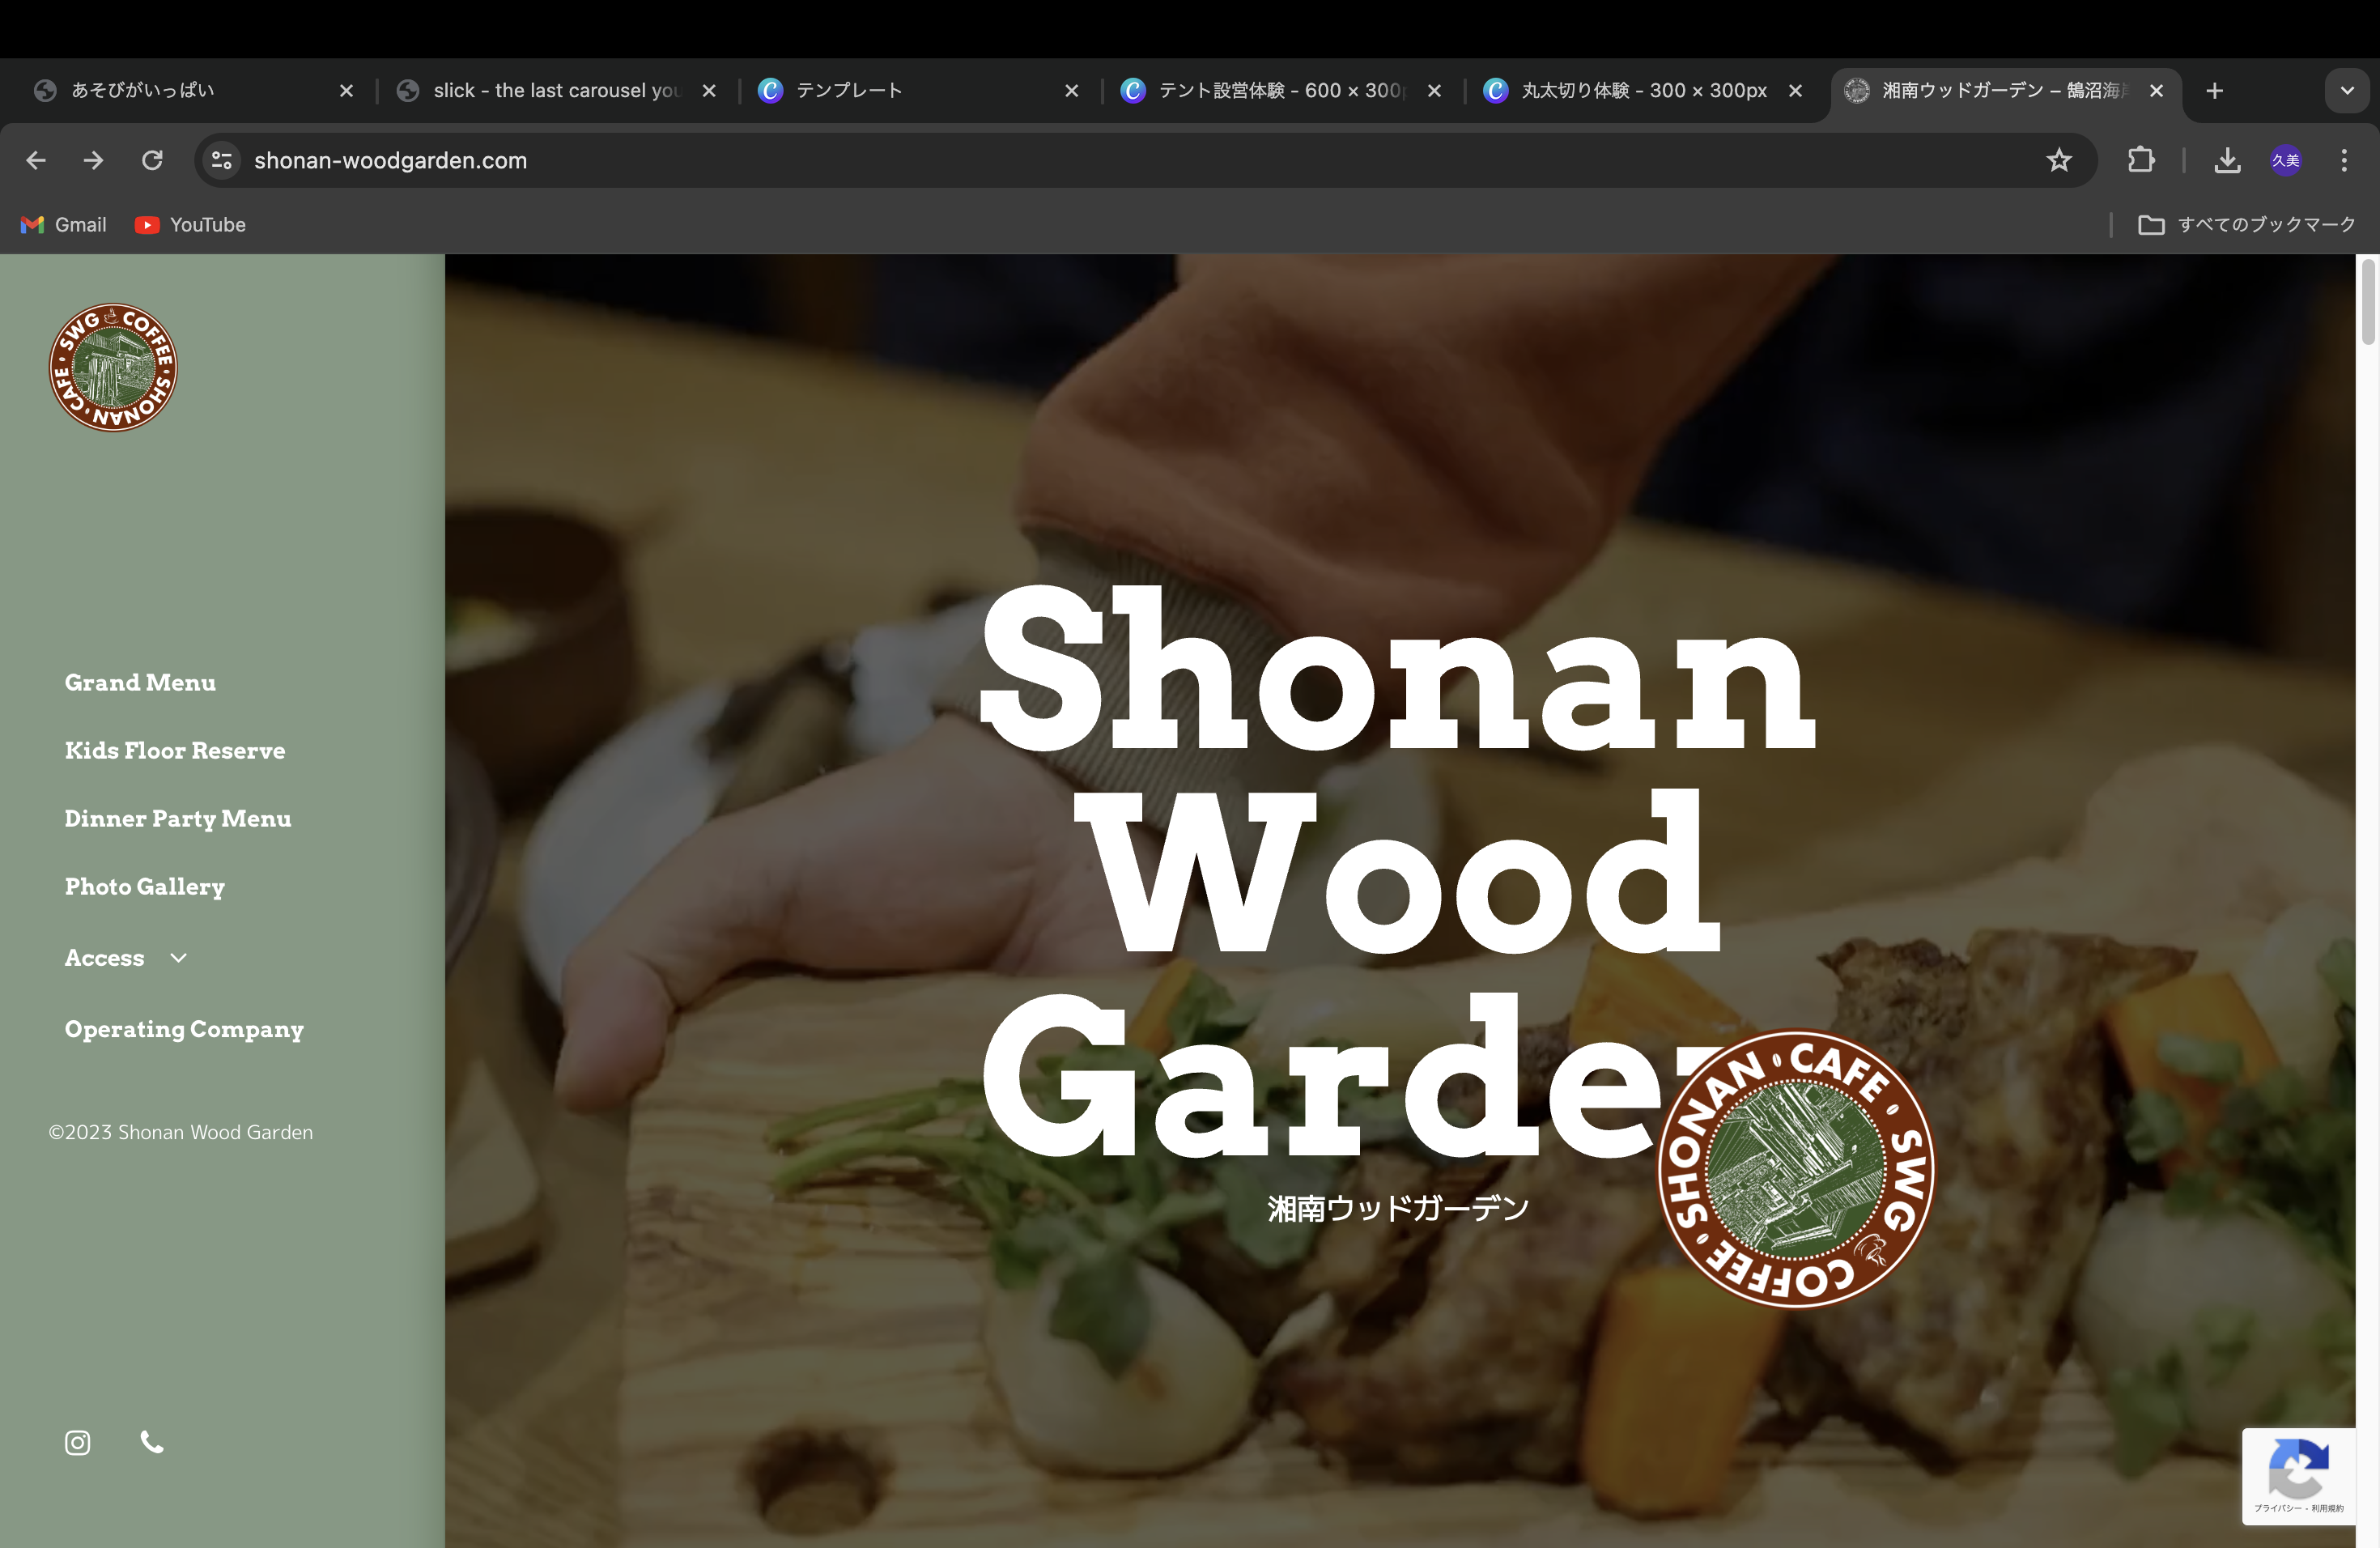 あそびがいっぱい
slick - the last carousel you
テンプレート
テント設営体験 - 600 × 300p
丸太切り体験 - 300 × 300px
湘南ウッドガーデン – 鵠沼海岸
shonan-woodgarden.com
久美
Gmail
YouTube
すべてのブックマーク
SWG COFFEE · SHONAN · CAFE ·
Grand Menu
Kids Floor Reserve
Dinner Party Menu
Photo Gallery
Access
Operating Company
©2023 Shonan Wood Garden
Shonan
Wood
Garde
湘南ウッドガーデン
SHONAN · CAFE · SWG COFFEE ·
プライバシー - 利用規約